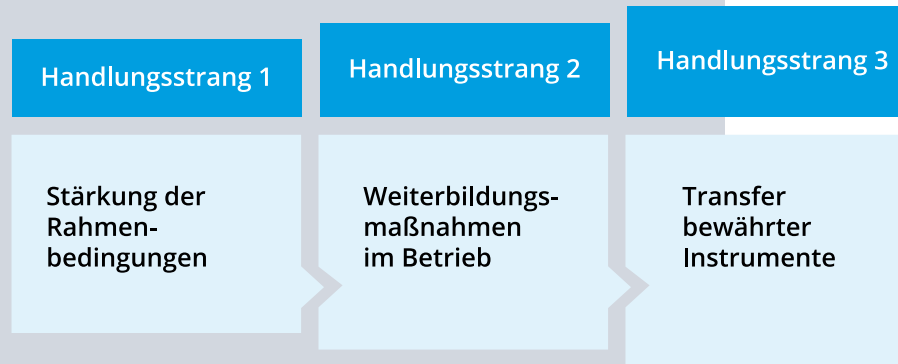 Handlungsstrang 1
Stärkung der
Rahmen-
bedingungen
Handlungsstrang 2
Weiterbildungs-
maßnahmen
im Betrieb
Handlungsstrang 3
Transfer
bewährter
Instrumente